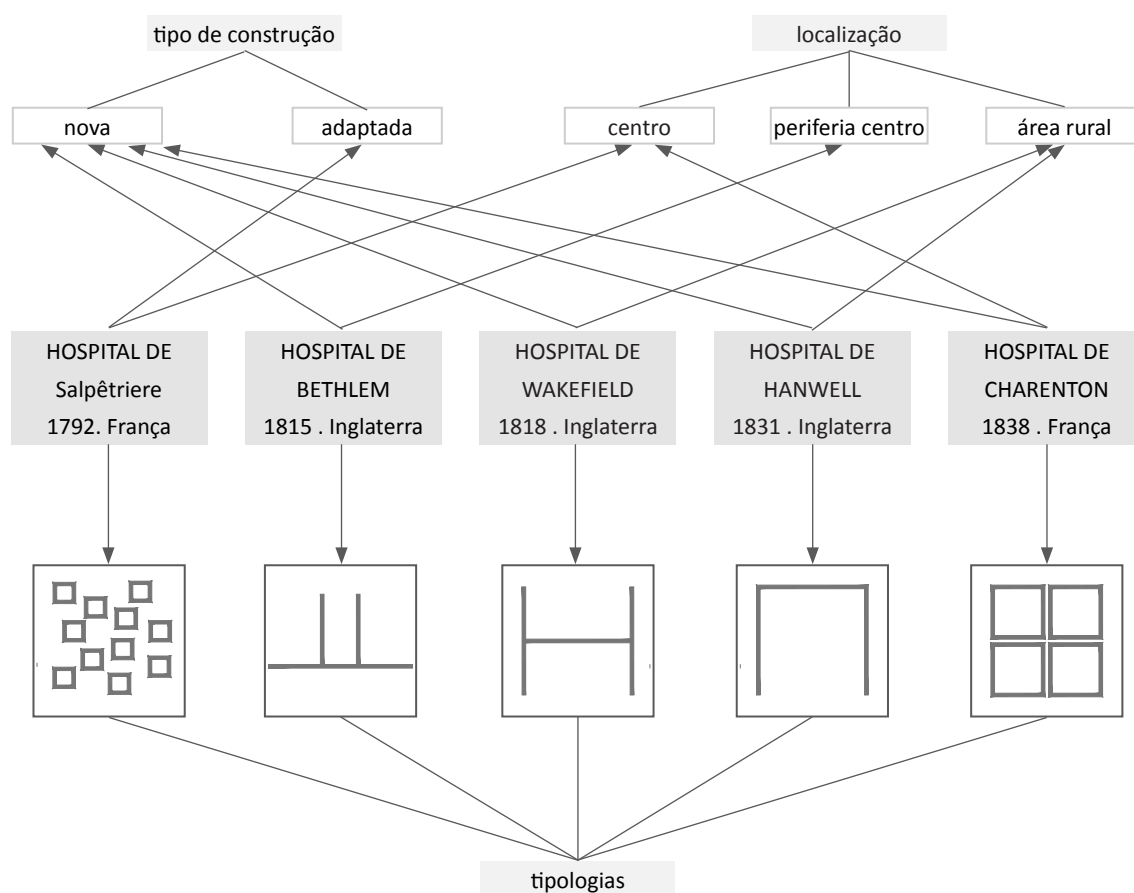 tipo de construção
localização
nova
adaptada
centro
periferia centro
área rural
HOSPITAL DE
Salpêtriere
1792. França
HOSPITAL DE
BETHLEM
1815 . Inglaterra
HOSPITAL DE
WAKEFIELD
1818 . Inglaterra
HOSPITAL DE
HANWELL
1831 . Inglaterra
HOSPITAL DE
CHARENTON
1838 . França
tipologias